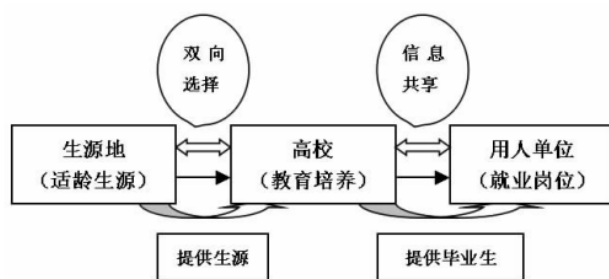 双 向
选择
信 息
共享
生源地
（适龄生源）
高校
（教育培养）
用人单位
（就业岗位）
提供生源
提供毕业生